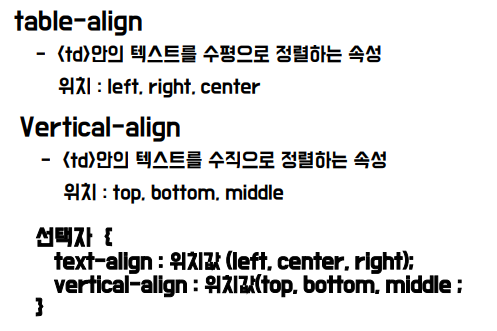 table-align
- <td>안의 텍스트를 수평으로 정렬하는 속성
위치 : left, right, center
Vertical-align
- <td>안의 텍스트를 수직으로 정렬하는 속성
위치 : top, bottom, middle
선택자 {
text-align : 위치값 (left, center, right);
vertical-align : 위치값(top, bottom, middle ;
}